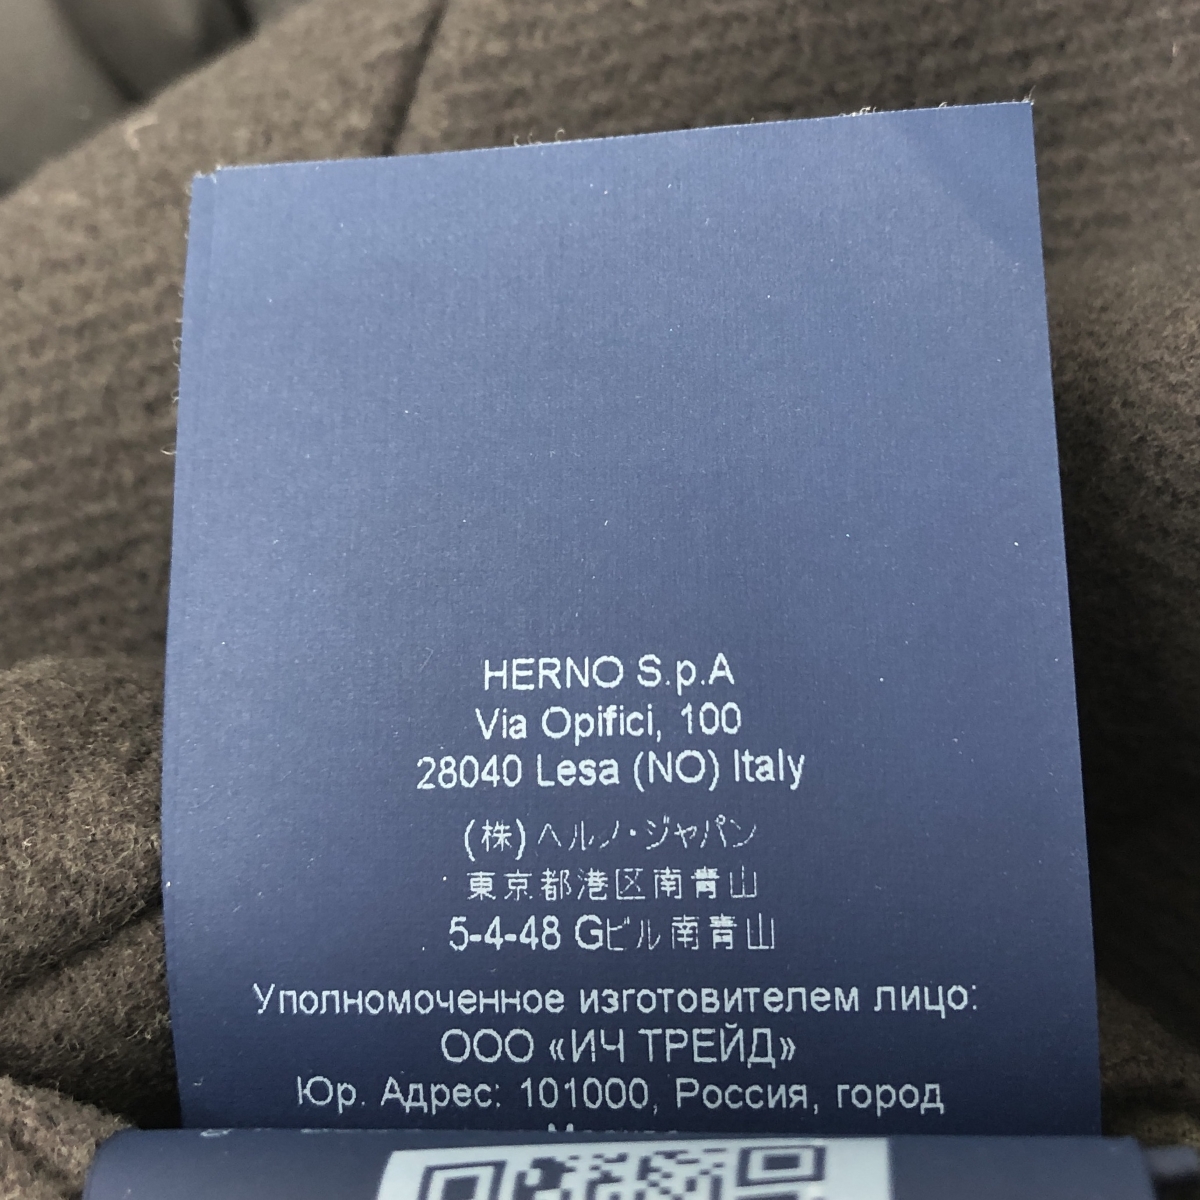 HERNO S.p.A
Via Opifici, 100
28040 Lesa (NO) Italy
(株)ヘルノ・ジャパン
東京都港区南青山
5-4-48 Gビル南青山
Уполномоченное изготовителем лицо:
ООО «ИЧ ТРЕЙД»
Юр. Адрес: 101000, Россия, город